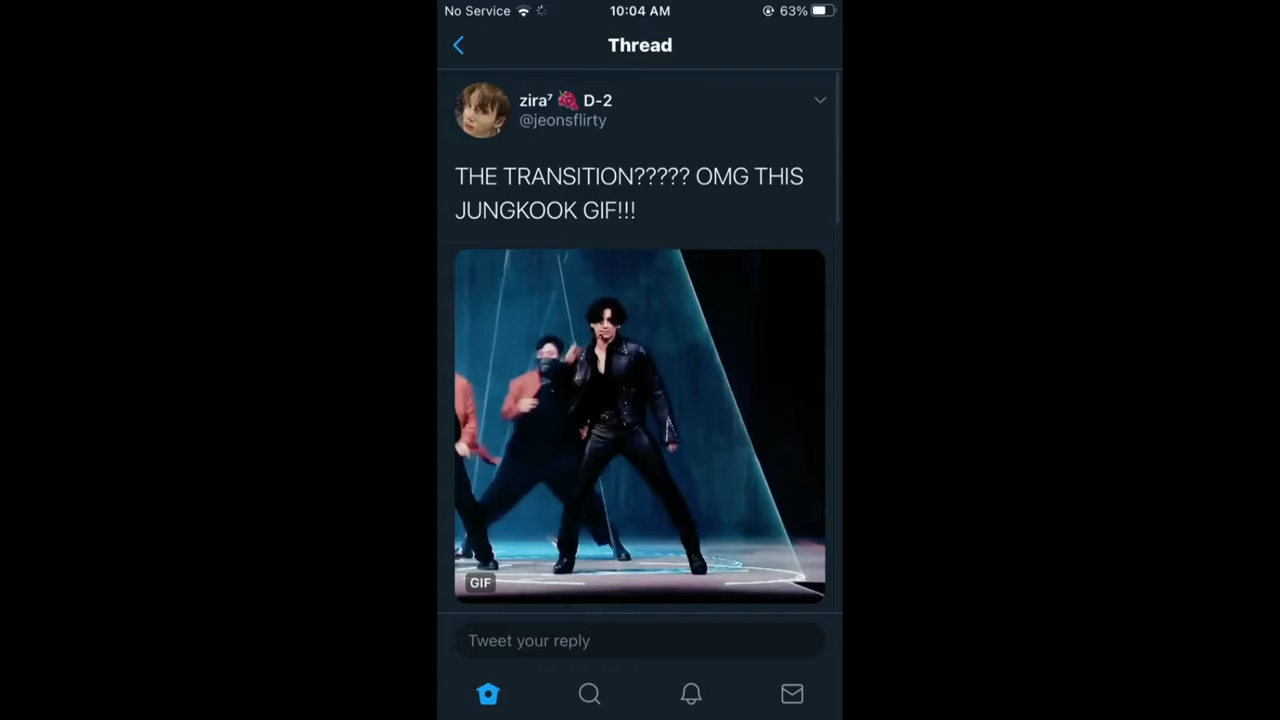 No Service 10:04 AM 63%
Thread
zira⁷ 🍇 D-2
@jeonsflirty
THE TRANSITION????? OMG THIS
JUNGKOOK GIF!!!
GIF
Tweet your reply